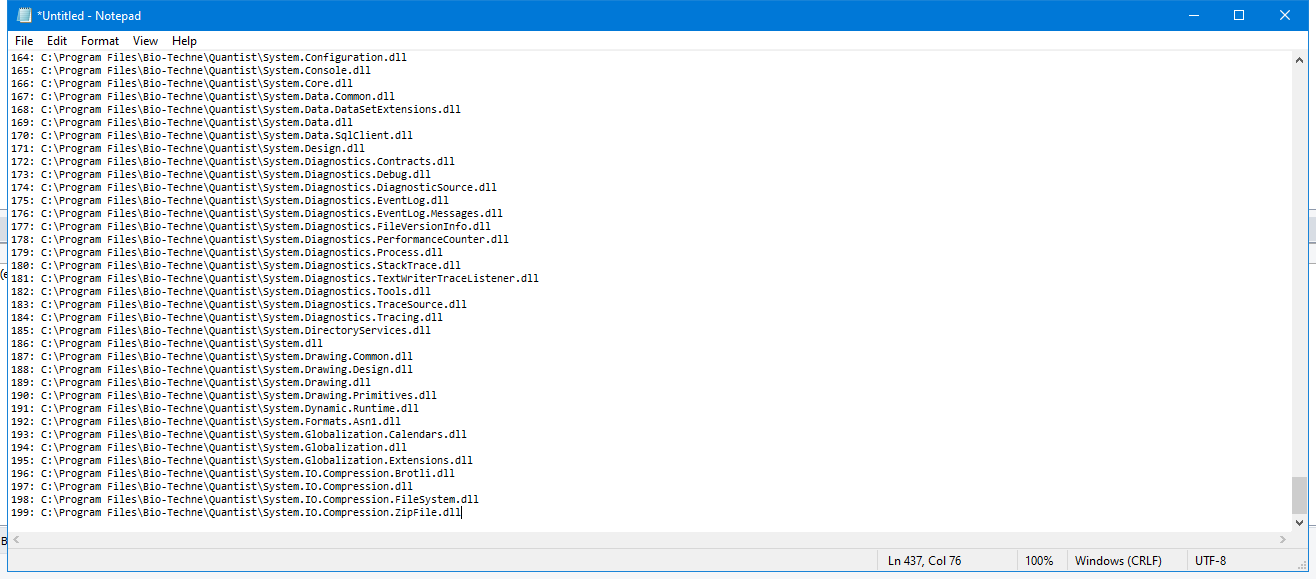 *Untitled - Notepad
File Edit Format View Help
164: C:\Program Files\Bio-Techne\Quantist\System.Configuration.dll
165: C:\Program Files\Bio-Techne\Quantist\System.Console.dll
166: C:\Program Files\Bio-Techne\Quantist\System.Core.dll
167: C:\Program Files\Bio-Techne\Quantist\System.Data.Common.dll
168: C:\Program Files\Bio-Techne\Quantist\System.Data.DataSetExtensions.dll
169: C:\Program Files\Bio-Techne\Quantist\System.Data.dll
170: C:\Program Files\Bio-Techne\Quantist\System.Data.SqlClient.dll
171: C:\Program Files\Bio-Techne\Quantist\System.Design.dll
172: C:\Program Files\Bio-Techne\Quantist\System.Diagnostics.Contracts.dll
173: C:\Program Files\Bio-Techne\Quantist\System.Diagnostics.Debug.dll
174: C:\Program Files\Bio-Techne\Quantist\System.Diagnostics.DiagnosticSource.dll
175: C:\Program Files\Bio-Techne\Quantist\System.Diagnostics.EventLog.dll
176: C:\Program Files\Bio-Techne\Quantist\System.Diagnostics.EventLog.Messages.dll
177: C:\Program Files\Bio-Techne\Quantist\System.Diagnostics.FileVersionInfo.dll
178: C:\Program Files\Bio-Techne\Quantist\System.Diagnostics.PerformanceCounter.dll
179: C:\Program Files\Bio-Techne\Quantist\System.Diagnostics.Process.dll
180: C:\Program Files\Bio-Techne\Quantist\System.Diagnostics.StackTrace.dll
181: C:\Program Files\Bio-Techne\Quantist\System.Diagnostics.TextWriterTraceListener.dll
182: C:\Program Files\Bio-Techne\Quantist\System.Diagnostics.Tools.dll
183: C:\Program Files\Bio-Techne\Quantist\System.Diagnostics.TraceSource.dll
184: C:\Program Files\Bio-Techne\Quantist\System.Diagnostics.Tracing.dll
185: C:\Program Files\Bio-Techne\Quantist\System.DirectoryServices.dll
186: C:\Program Files\Bio-Techne\Quantist\System.dll
187: C:\Program Files\Bio-Techne\Quantist\System.Drawing.Common.dll
188: C:\Program Files\Bio-Techne\Quantist\System.Drawing.Design.dll
189: C:\Program Files\Bio-Techne\Quantist\System.Drawing.dll
190: C:\Program Files\Bio-Techne\Quantist\System.Drawing.Primitives.dll
191: C:\Program Files\Bio-Techne\Quantist\System.Dynamic.Runtime.dll
192: C:\Program Files\Bio-Techne\Quantist\System.Formats.Asn1.dll
193: C:\Program Files\Bio-Techne\Quantist\System.Globalization.Calendars.dll
194: C:\Program Files\Bio-Techne\Quantist\System.Globalization.dll
195: C:\Program Files\Bio-Techne\Quantist\System.Globalization.Extensions.dll
196: C:\Program Files\Bio-Techne\Quantist\System.IO.Compression.Brotli.dll
197: C:\Program Files\Bio-Techne\Quantist\System.IO.Compression.dll
198: C:\Program Files\Bio-Techne\Quantist\System.IO.Compression.FileSystem.dll
199: C:\Program Files\Bio-Techne\Quantist\System.IO.Compression.ZipFile.dll
Ln 437, Col 76 100% Windows (CRLF) UTF-8